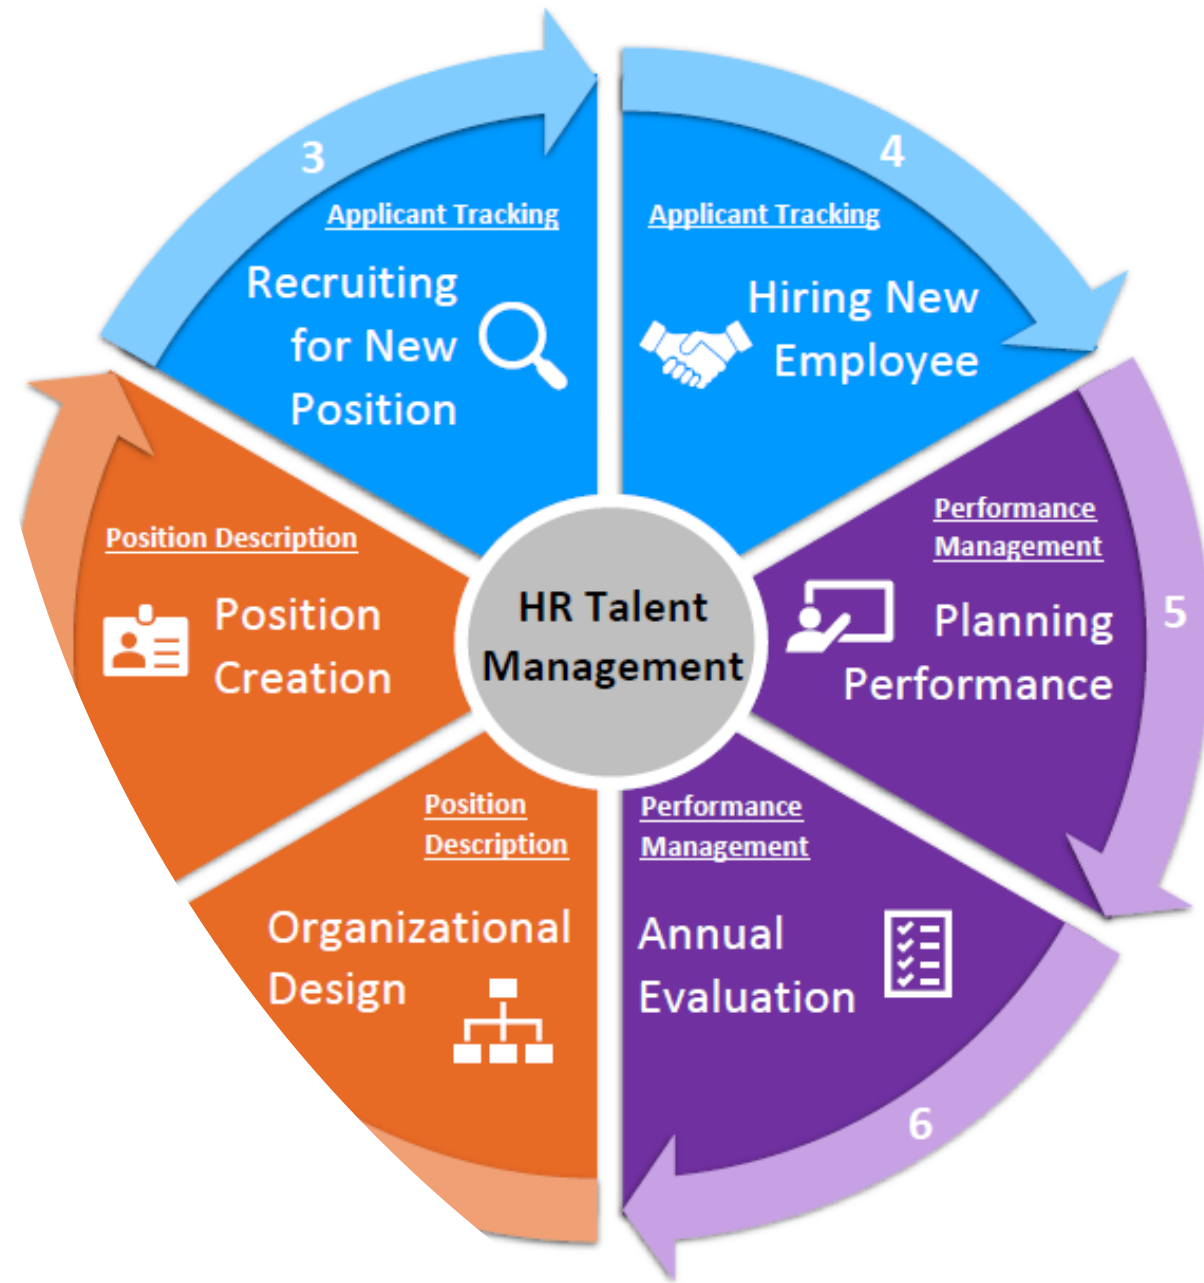 3
Applicant Tracking
Recruiting
for New
Position
4
Applicant Tracking
Hiring New
Employee
5
Performance
Management
Planning
Performance
6
Performance
Management
Annual
Evaluation
Position
Description
Organizational
Design
Position Description
Position
Creation
HR Talent
Management